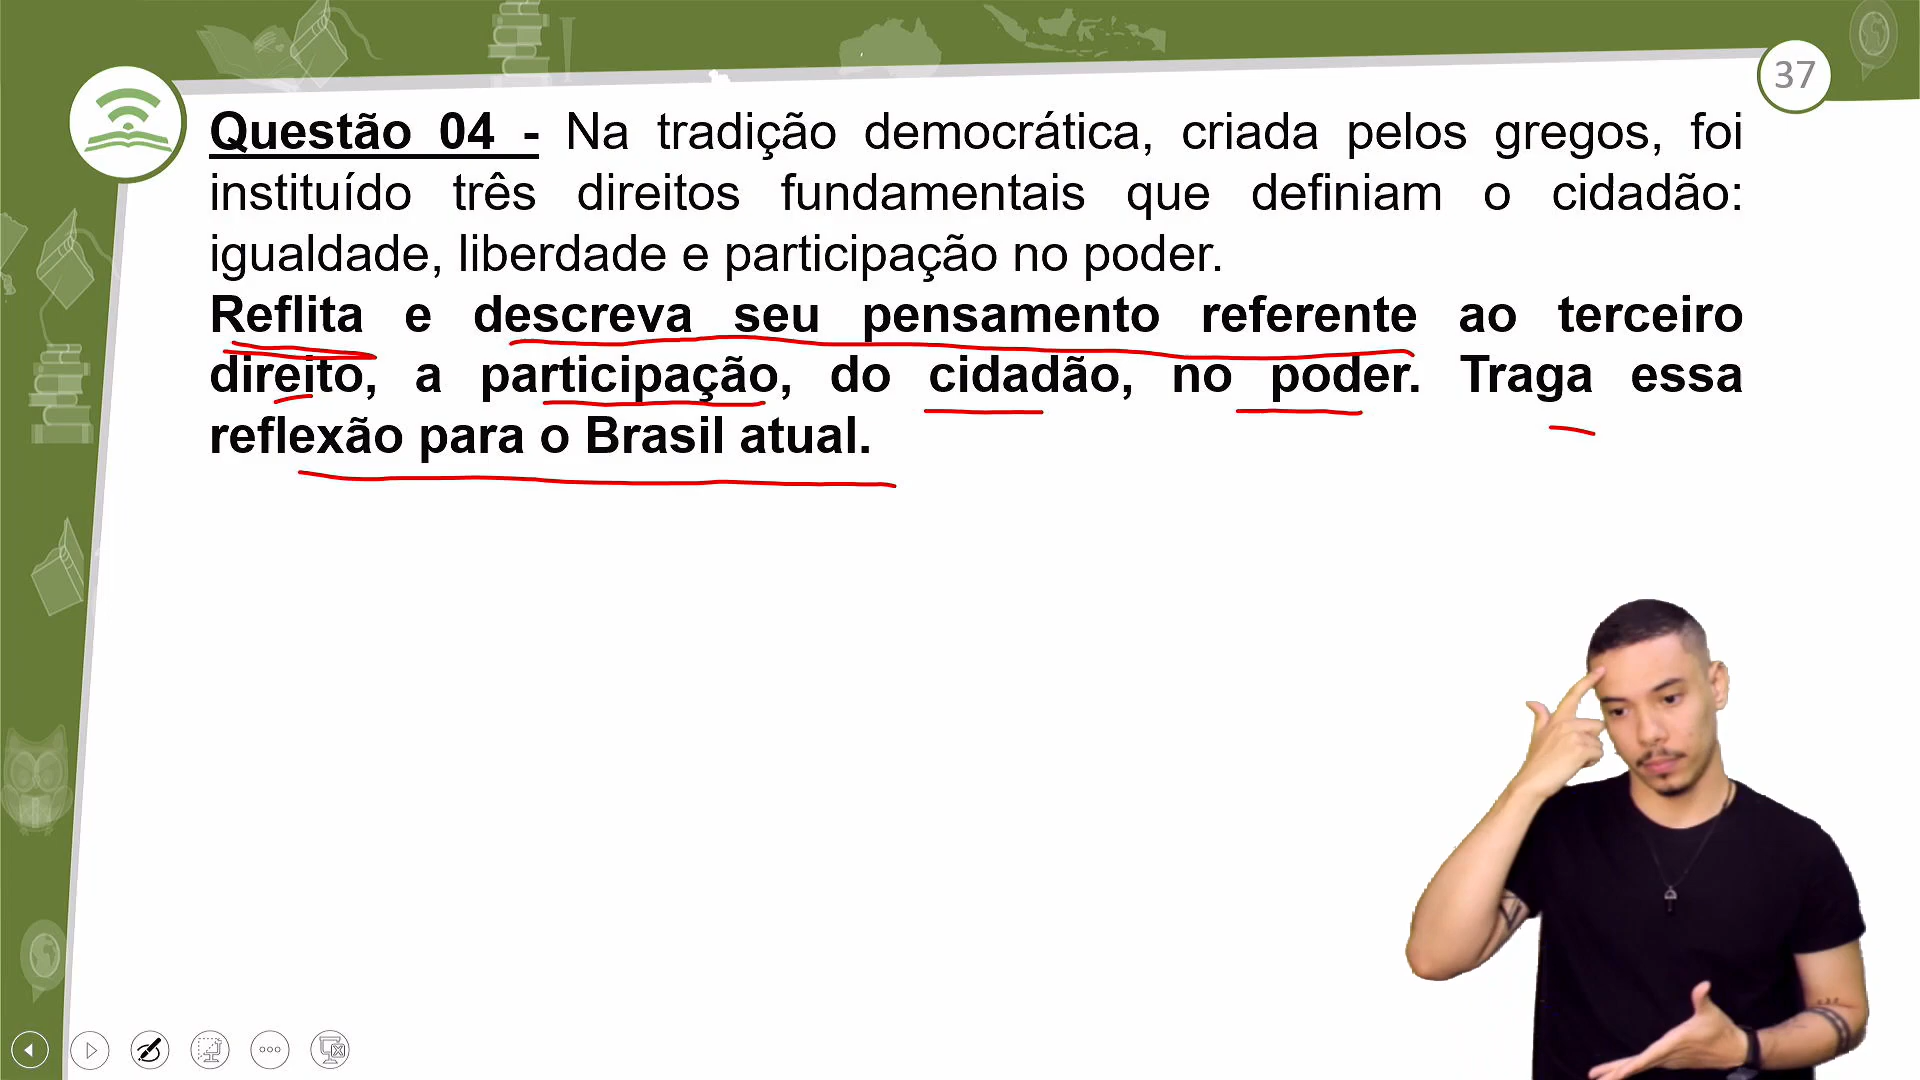 37
Questão 04 - Na tradição democrática, criada pelos gregos, foi
instituído três direitos fundamentais que definiam o cidadão:
igualdade, liberdade e participação no poder.
Reflita e descreva seu pensamento referente ao terceiro
direito, a participação, do cidadão, no poder. Traga essa
reflexão para o Brasil atual.